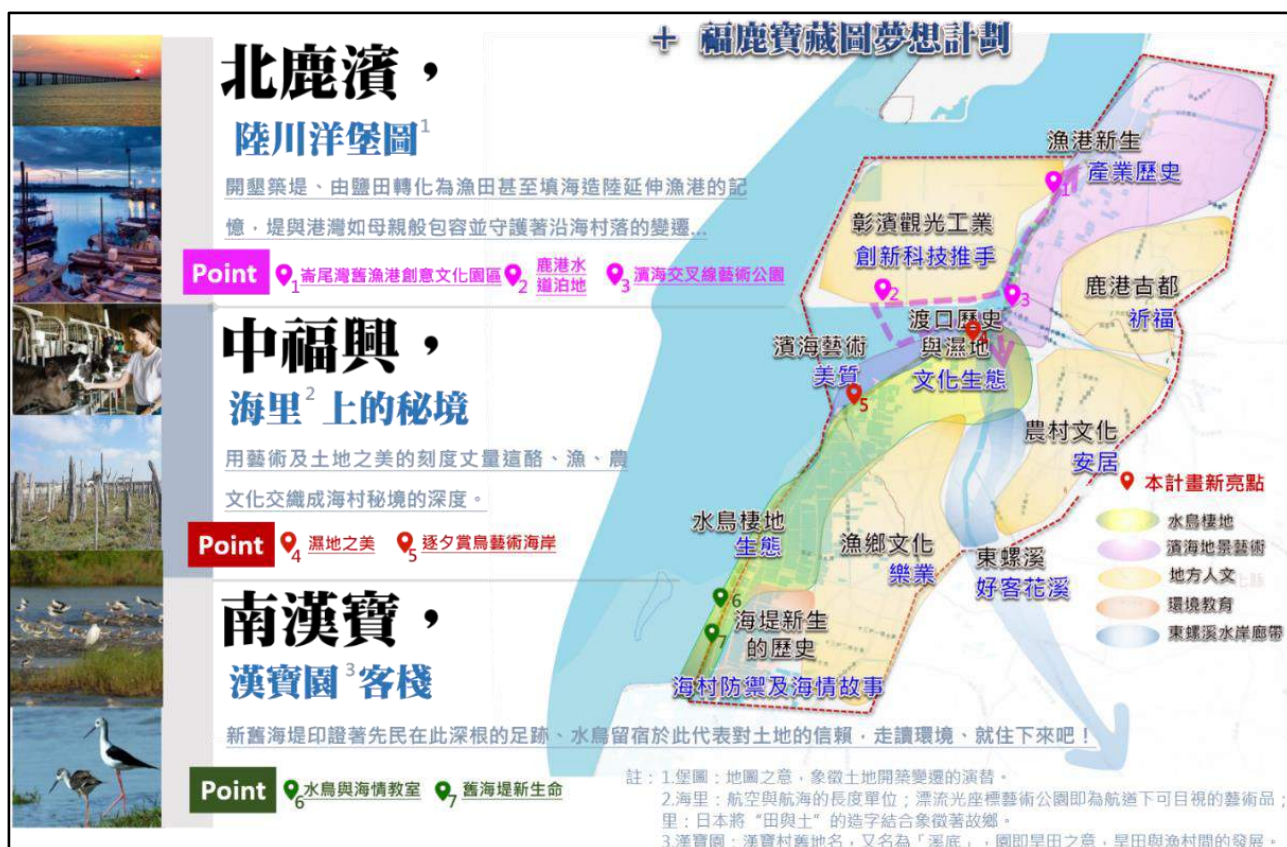 + 福鹿寶藏圖夢想計劃
北鹿濱，
陸川洋堡圖1
開墾築堤、由鹽田轉化為漁田甚至填海造陸延伸漁港的記
憶，堤與港灣如母親般包容並守護著沿海村落的變遷...
Point
1 崙尾灣舊漁港創意文化園區
2 鹿港水
道泊地
3 濱海交叉線藝術公園
中福興，
海里2上的秘境
用藝術及土地之美的刻度丈量這酪、漁、農
文化交織成海村秘境的深度。
Point
4 濕地之美
5 逐夕賞鳥藝術海岸
南漢寶，
漢寶園3客棧
新舊海堤印證著先民在此深根的足跡、水鳥留宿於此代表對土地的信賴，走讀環境、就住下來吧！
Point
6 水鳥與海情教室
7 舊海堤新生命
漁港新生
產業歷史
1
彰濱觀光工業
創新科技推手
2
3
鹿港古都
祈福
渡口歷史
4
與濕地
文化生態
濱海藝術
美質
5
農村文化
安居
水鳥棲地
生態
漁鄉文化
樂業
東螺溪
好客花溪
6
7
海堤新生
的歷史
海村防禦及海情故事
本計畫新亮點
水鳥棲地
濱海地景藝術
地方人文
環境教育
東螺溪水岸廊帶
註：1.堡圖：地圖之意，象徵土地開築變遷的演替。
2.海里：航空與航海的長度單位；漂流光座標藝術公園即為航道下可目視的藝術品；
里：日本將“田與土”的造字結合象徵著故鄉。
3.漢寶園：漢寶村舊地名，又名為「溪底」，園即旱田之意，旱田與漁村間的發展。